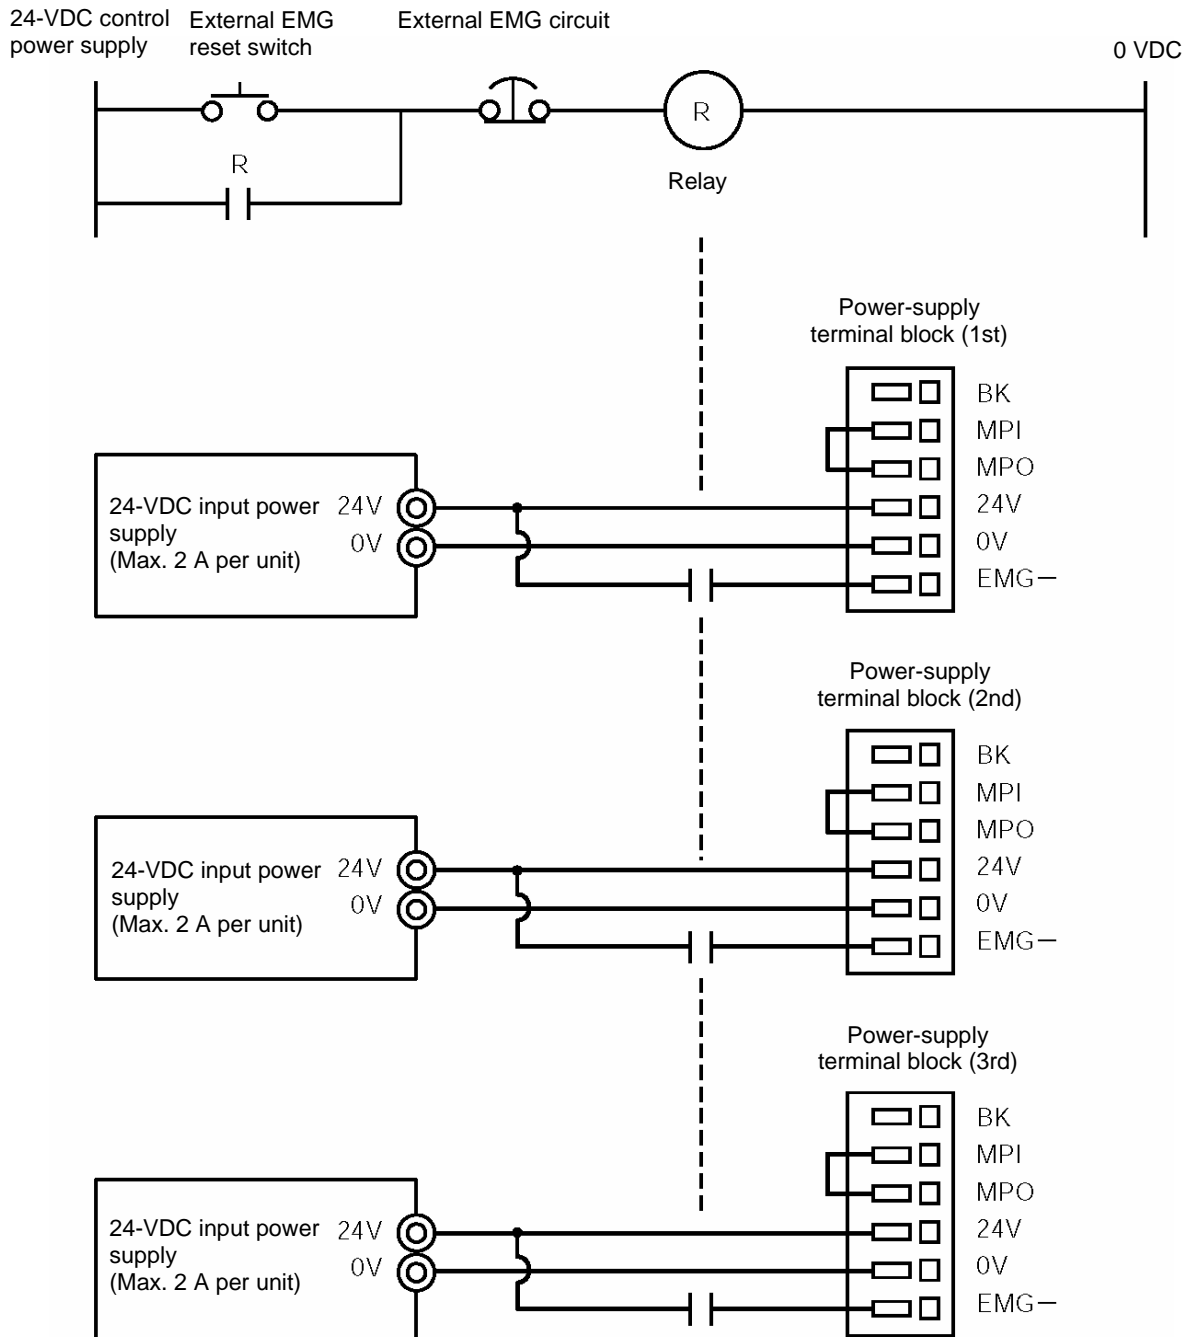 24-VDC control
power supply
External EMG
reset switch
External EMG circuit
0 VDC
R
R
Relay
Power-supply
terminal block (1st)
BK
MPI
MPO
24V
0V
EMG−
24-VDC input power
supply
(Max. 2 A per unit)
24V
0V
Power-supply
terminal block (2nd)
BK
MPI
MPO
24V
0V
EMG−
24-VDC input power
supply
(Max. 2 A per unit)
24V
0V
Power-supply
terminal block (3rd)
BK
MPI
MPO
24V
0V
EMG−
24-VDC input power
supply
(Max. 2 A per unit)
24V
0V